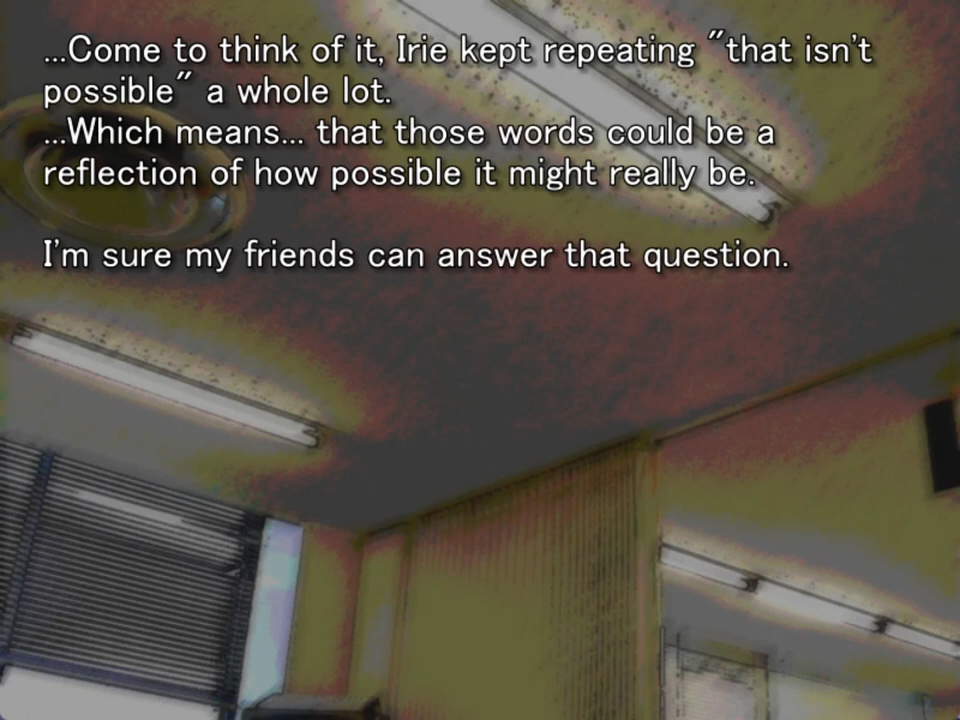 ...Come to think of it, Irie kept repeating "that isn't
possible" a whole lot.
...Which means... that those words could be a
reflection of how possible it might really be.
I'm sure my friends can answer that question.